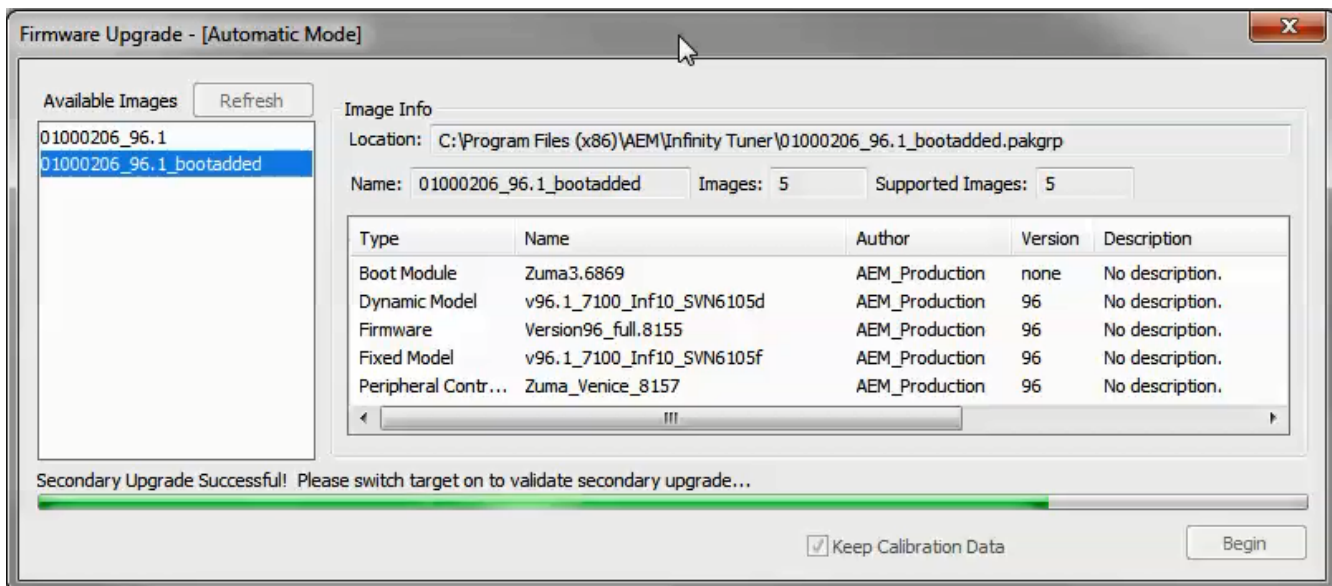 Firmware Upgrade - [Automatic Mode]
Available Images Refresh
01000206_96.1
01000206_96.1_bootadded
Image Info
Location: C:\Program Files (x86)\AEM\Infinity Tuner\01000206_96.1_bootadded.pakgrp
Name: 01000206_96.1_bootadded Images: 5 Supported Images: 5
Type Name Author Version Description
Boot Module Zuma3.6869 AEM_Production none No description.
Dynamic Model v96.1_7100_Inf10_SVN6105d AEM_Production 96 No description.
Firmware Version96_full.8155 AEM_Production 96 No description.
Fixed Model v96.1_7100_Inf10_SVN6105f AEM_Production 96 No description.
Peripheral Contr... Zuma_Venice_8157 AEM_Production 96 No description.
Secondary Upgrade Successful! Please switch target on to validate secondary upgrade...
Keep Calibration Data Begin